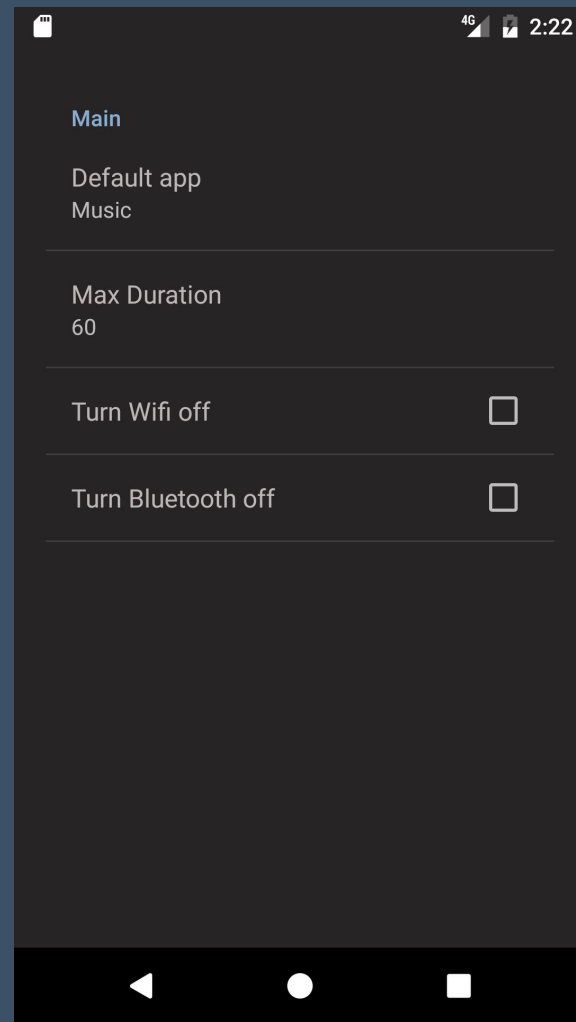 4G 2:22
Main
Default app
Music
Max Duration
60
Turn Wifi off
Turn Bluetooth off